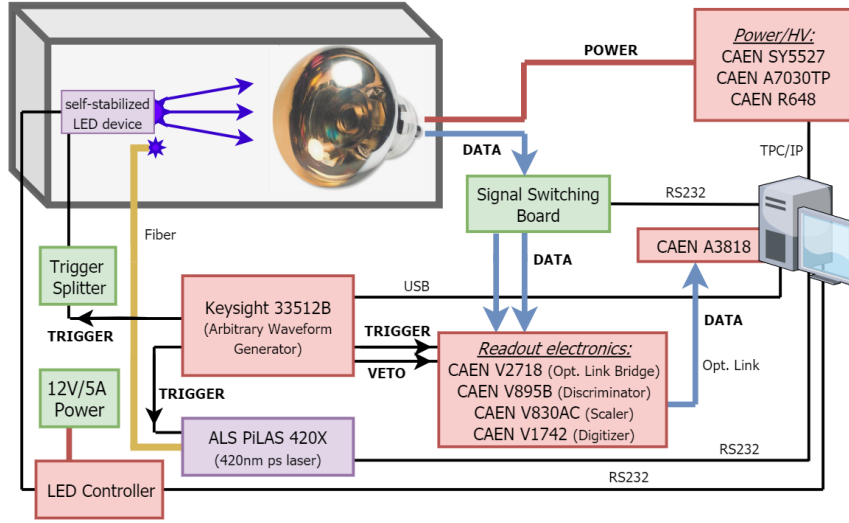 Power/HV:
CAEN SY5527
CAEN A7030TP
CAEN R648
POWER
self-stabilized
LED device
DATA
TPC/IP
Signal Switching
Board
RS232
Fiber
CAEN A3818
DATA
Trigger
Splitter
USB
Keysight 33512B
(Arbitrary Waveform
Generator)
TRIGGER
TRIGGER
VETO
DATA
Readout electronics:
CAEN V2718 (Opt. Link Bridge)
CAEN V895B (Discriminator)
CAEN V830AC (Scaler)
CAEN V1742 (Digitizer)
Opt. Link
12V/5A
Power
TRIGGER
ALS PiLAS 420X
(420nm ps laser)
RS232
RS232
LED Controller